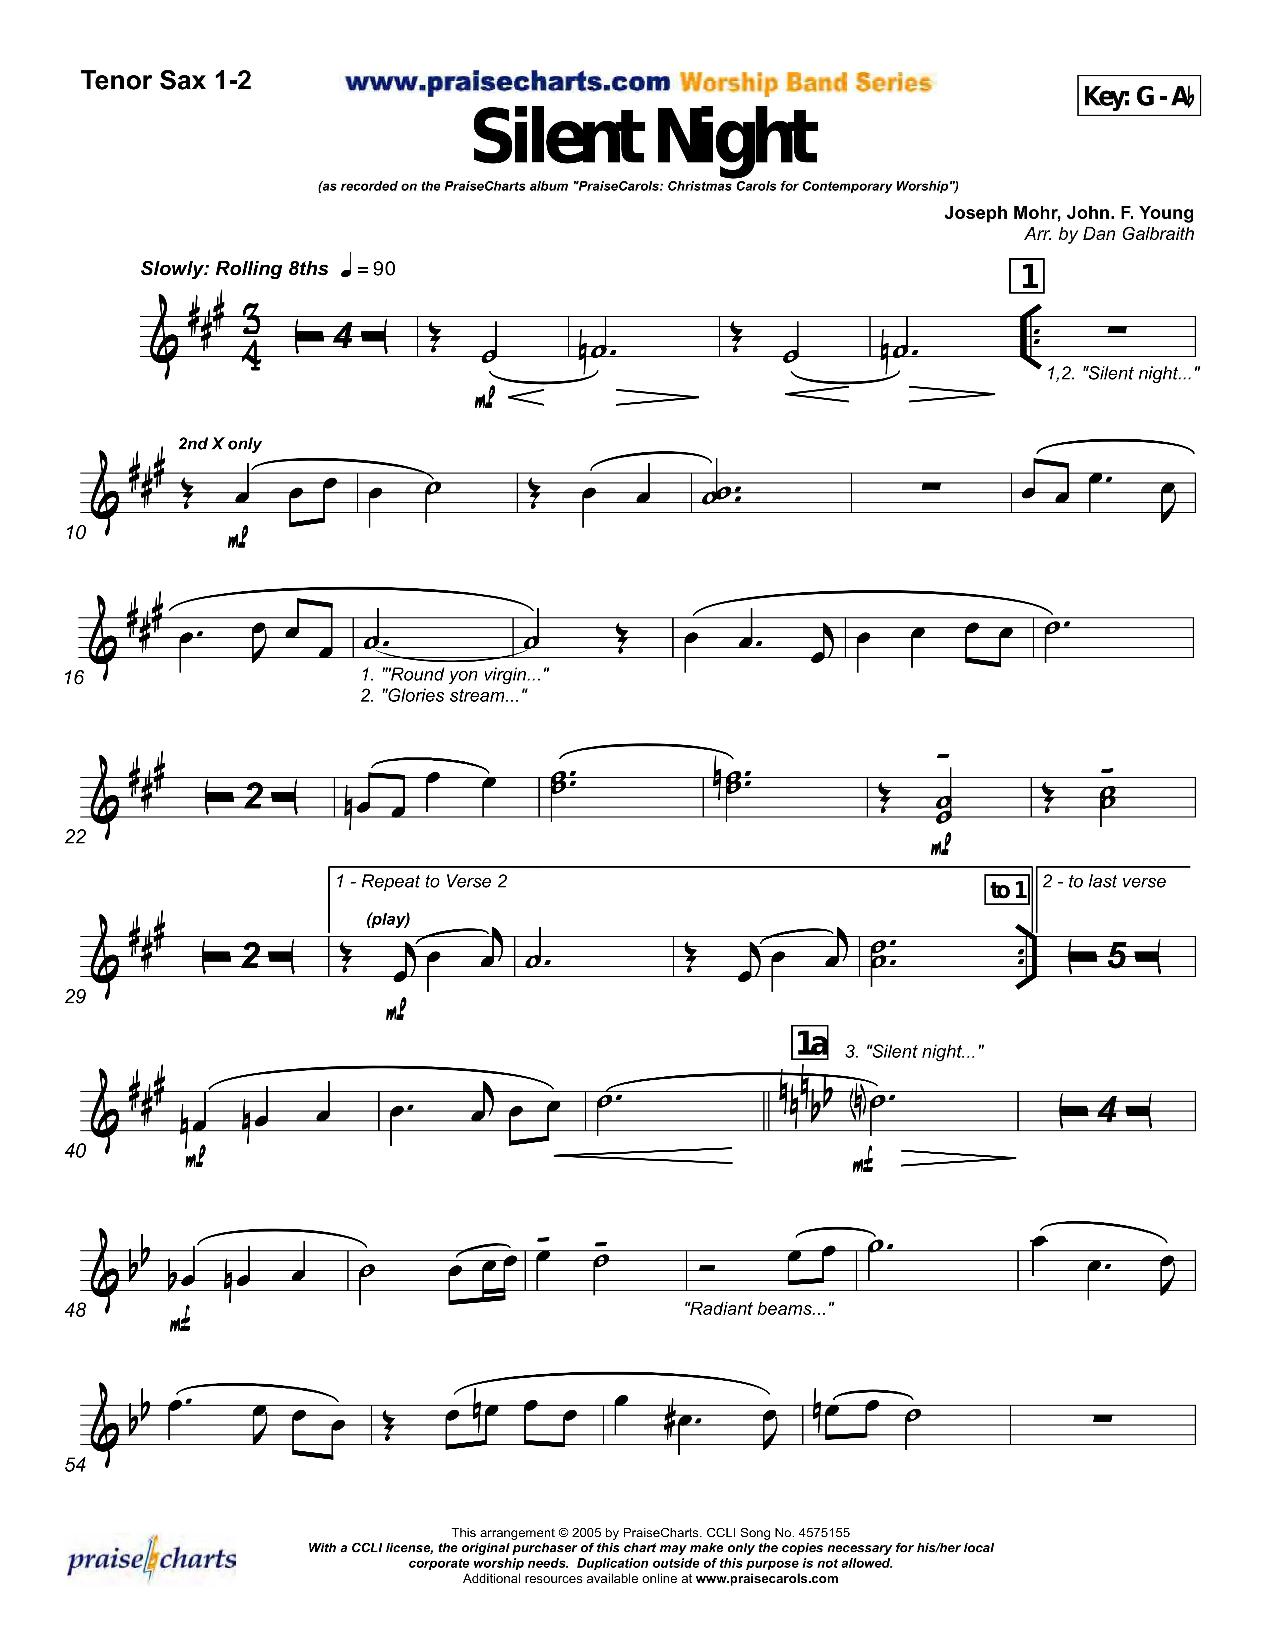 Tenor Sax 1-2
www.praisecharts.com Worship Band Series
Key: G - A♭
Silent Night
(as recorded on the PraiseCharts album "PraiseCarols: Christmas Carols for Contemporary Worship")
Joseph Mohr, John. F. Young
Arr. by Dan Galbraith
Slowly: Rolling 8ths ♩ = 90
1
3
4
4
1,2. "Silent night..."
mf
2nd X only
10
mf
16
1. "'Round yon virgin..."
2. "Glories stream..."
2
22
mf
1 - Repeat to Verse 2
to 1
2 - to last verse
(play)
2
5
29
mf
1a
3. "Silent night..."
4
40
mf
mf
48
mf
"Radiant beams..."
54
This arrangement © 2005 by PraiseCharts. CCLI Song No. 4575155
With a CCLI license, the original purchaser of this chart may make only the copies necessary for his/her local
corporate worship needs. Duplication outside of this purpose is not allowed.
Additional resources available online at www.praisecarols.com
praisecharts